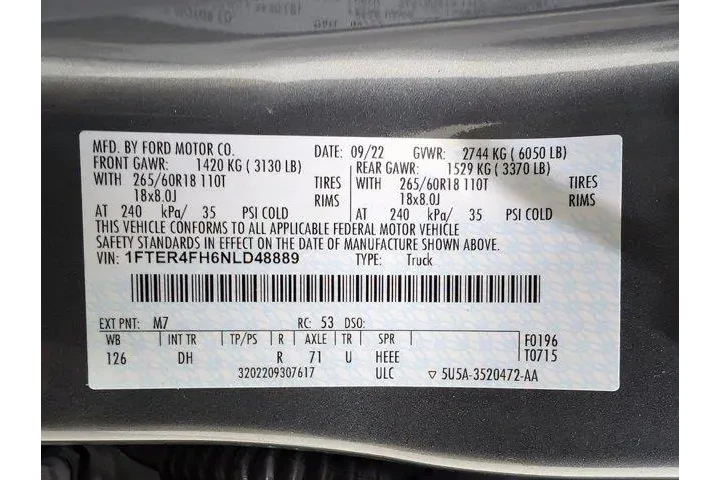 MFD. BY FORD MOTOR CO. DATE: 09/22 GVWR: 2744 KG ( 6050 LB)
FRONT GAWR: 1420 KG ( 3130 LB) REAR GAWR: 1529 KG ( 3370 LB)
WITH 265/60R18 110T TIRES WITH 265/60R18 110T TIRES
18x8.0J RIMS 18x8.0J RIMS
AT 240 kPa/ 35 PSI COLD AT 240 kPa/ 35 PSI COLD
THIS VEHICLE CONFORMS TO ALL APPLICABLE FEDERAL MOTOR VEHICLE
SAFETY STANDARDS IN EFFECT ON THE DATE OF MANUFACTURE SHOWN ABOVE.
VIN: 1FTER4FH6NLD48889 TYPE: Truck
EXT PNT: M7 RC: 53 DSO:
WB INT TR TP/PS R AXLE TR SPR F0196
126 DH R 71 U HEEE T0715
3202209307617 ULC ▽ 5U5A-3520472-AA